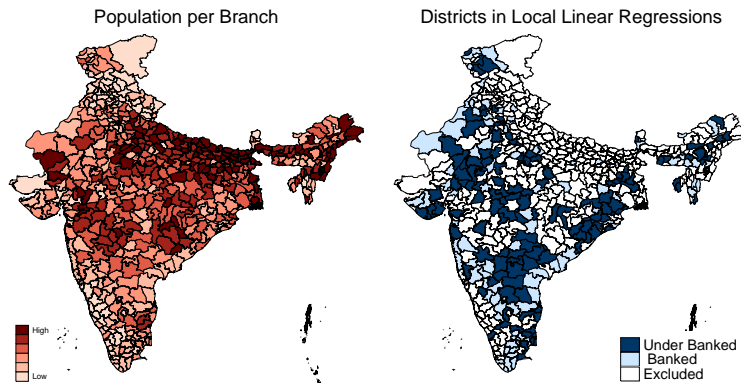 Population per Branch
Districts in Local Linear Regressions
High
Low
Under Banked
Banked
Excluded